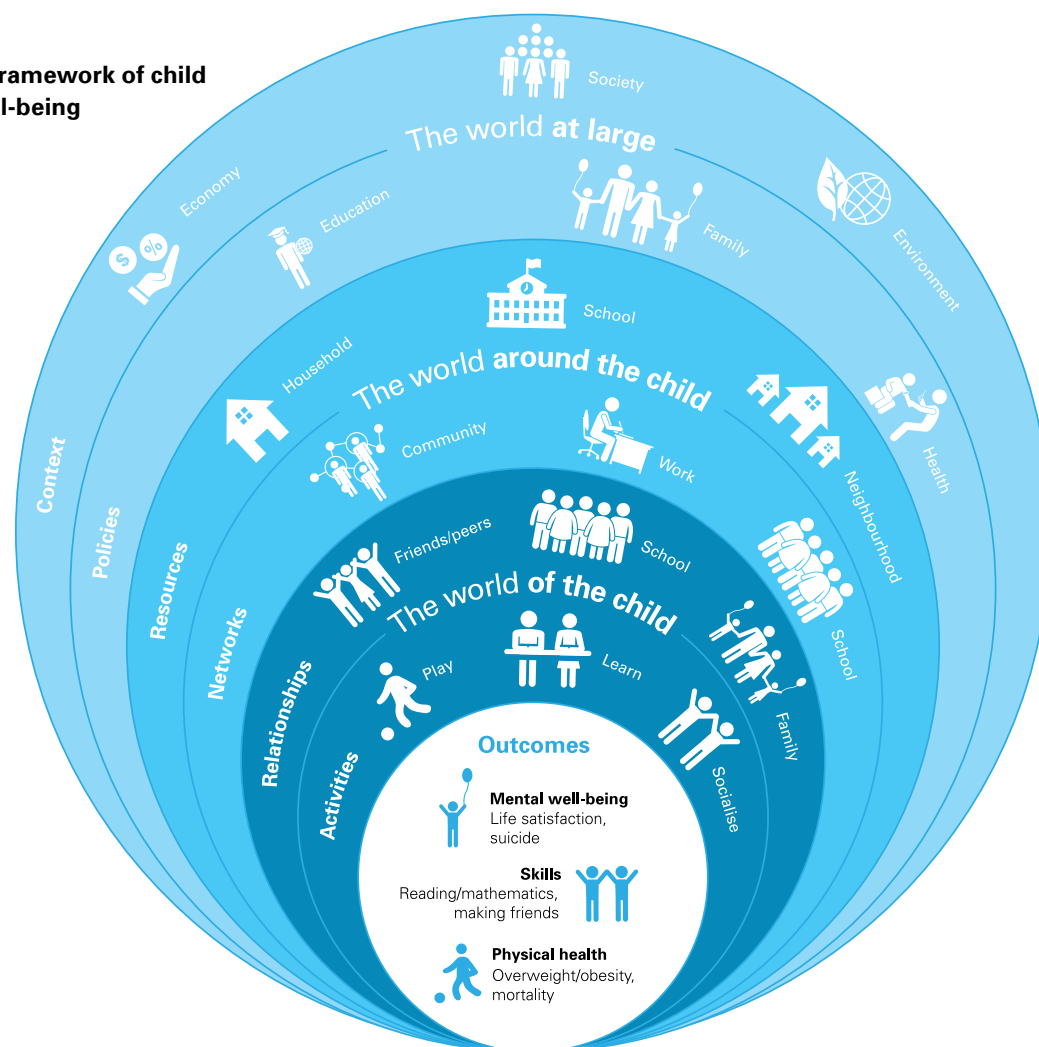 ramework of child
l-being
Society
The world at large
Economy
Education
Family
Environment
Health
Context
Policies
School
Household
The world around the child
Community
Work
Neighbourhood
School
Resources
Networks
Friends/peers
School
The world of the child
Play
Learn
Family
Socialise
Relationships
Activities
Outcomes
Mental well-being
Life satisfaction,
suicide
Skills
Reading/mathematics,
making friends
Physical health
Overweight/obesity,
mortality
$
%